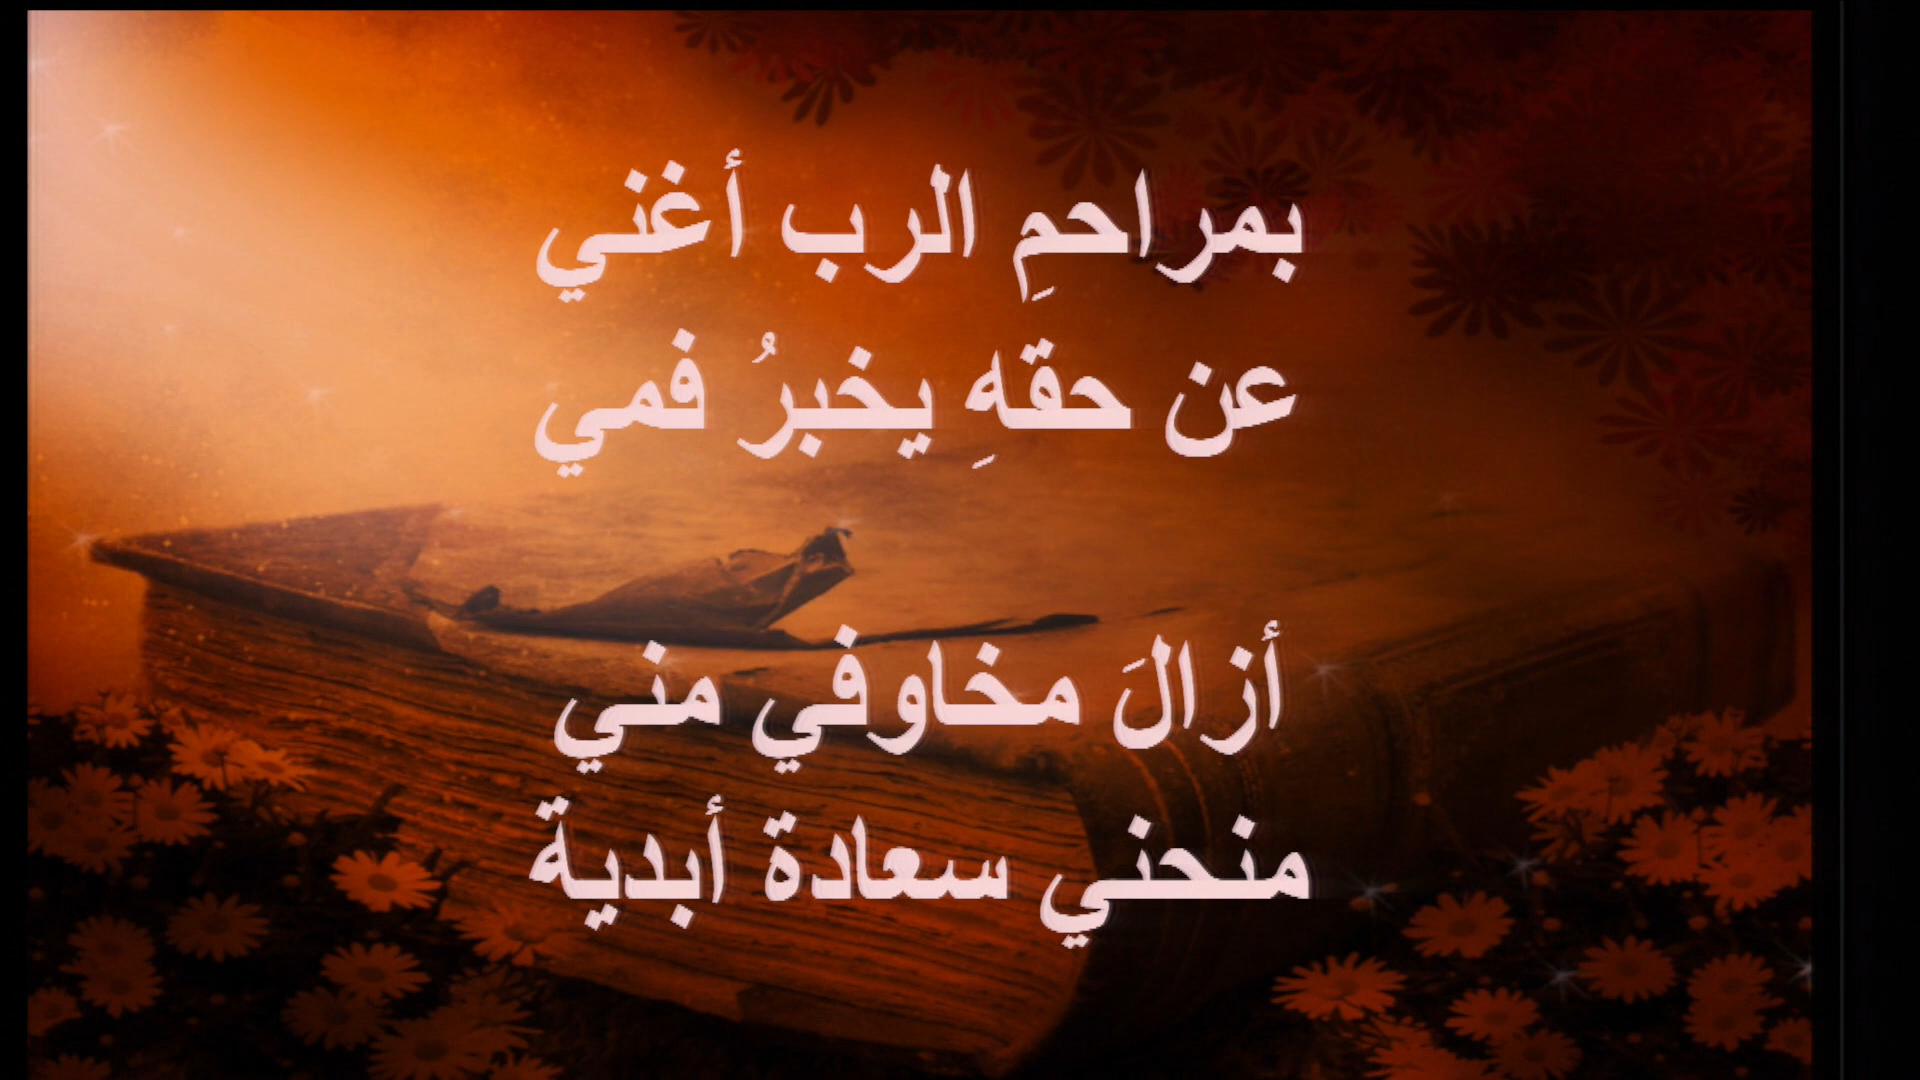 بمراحمِ الرب أغني
عن حقهِ يخبرُ فمي
أزالَ مخاوفي مني
منحني سعادة أبدية